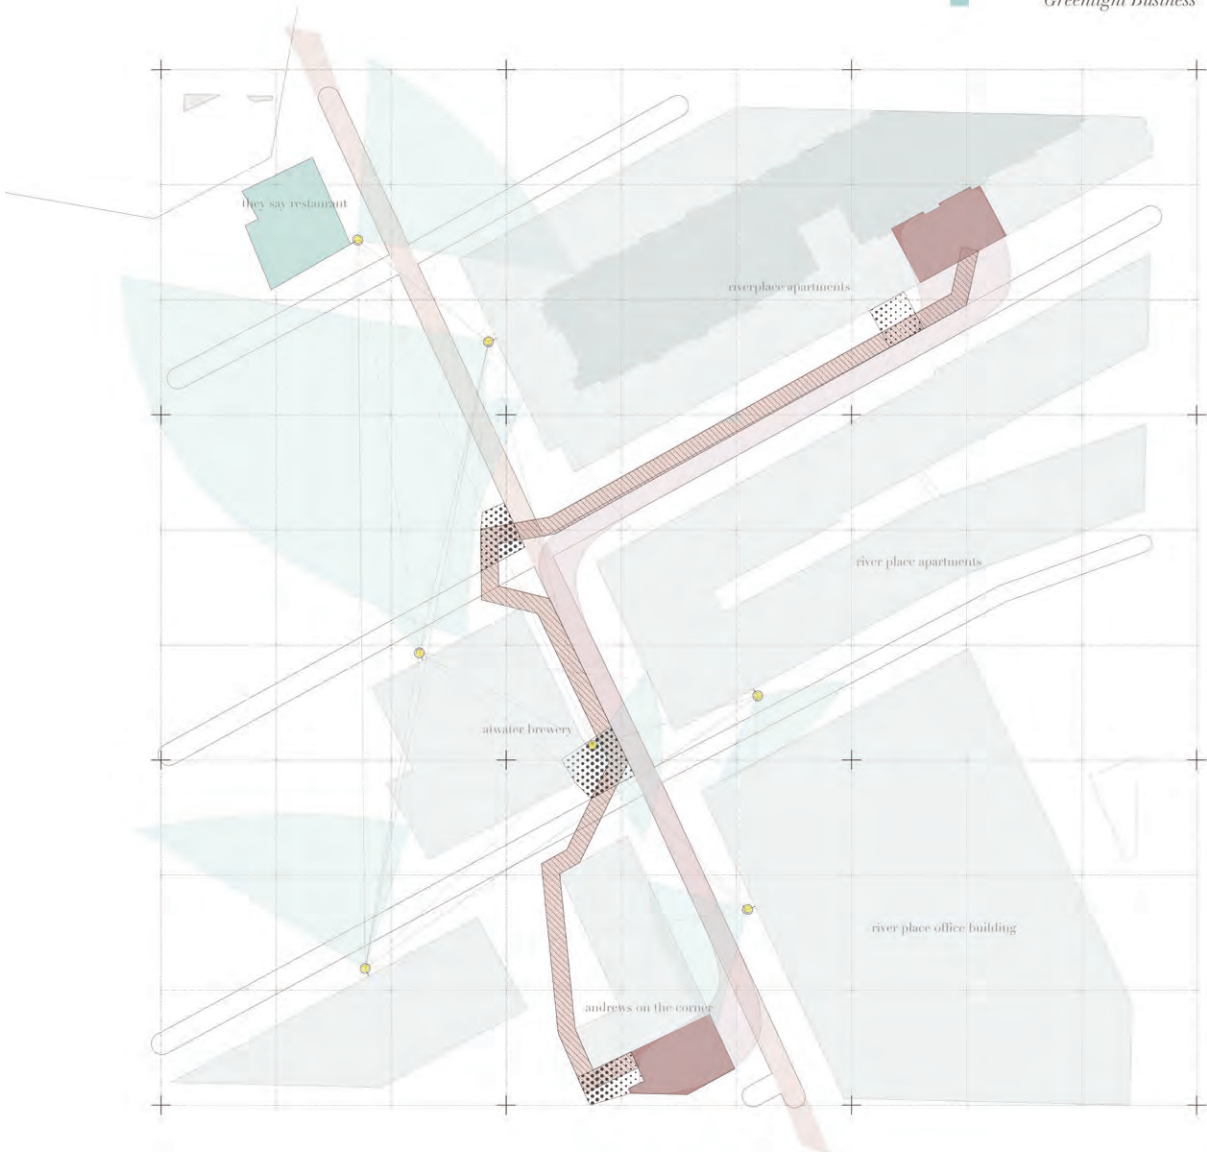 Greenlight Business
they say restaurant
riverplace apartments
river place apartments
atwater brewery
river place office building
andrews on the corner